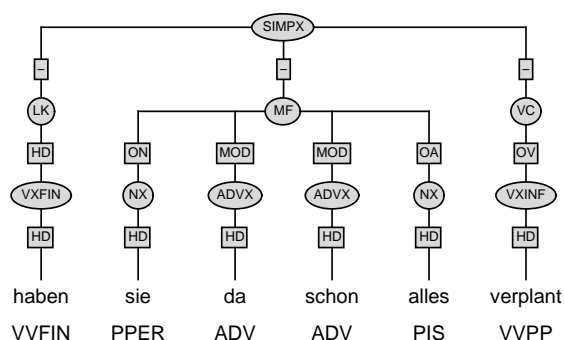 SIMPX
– – –
LK MF VC
HD ON MOD MOD OA OV
VXFIN NX ADVX ADVX NX VXINF
HD HD HD HD HD HD
haben sie da schon alles verplant
VVFIN PPER ADV ADV PIS VVPP